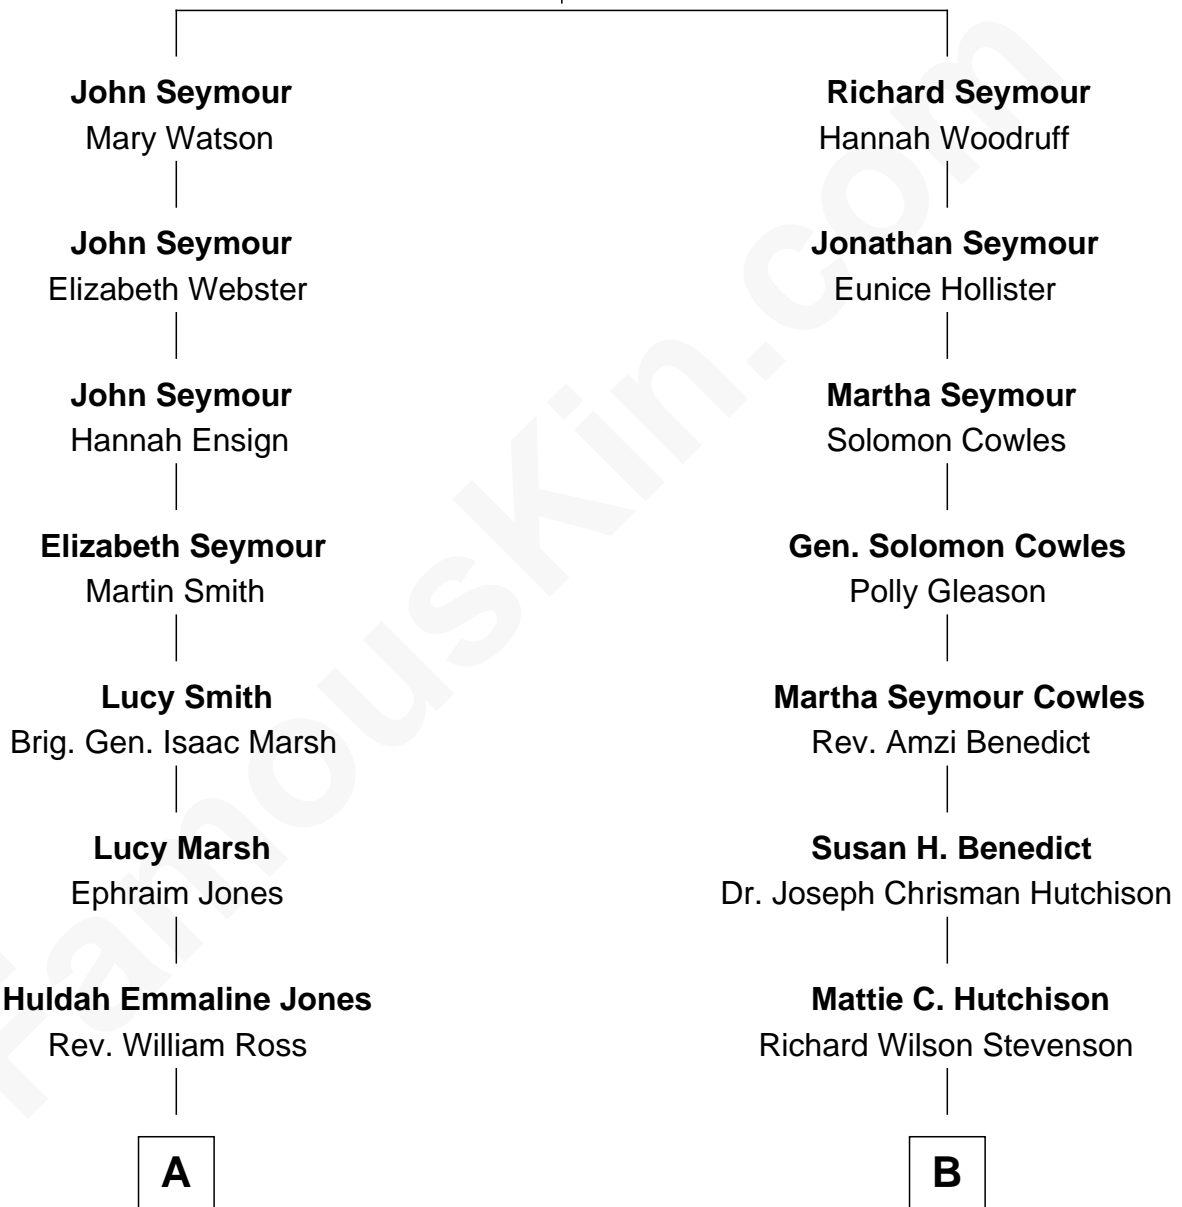 John Seymour
Mary Watson
John Seymour
Elizabeth Webster
John Seymour
Hannah Ensign
Elizabeth Seymour
Martin Smith
Lucy Smith
Brig. Gen. Isaac Marsh
Lucy Marsh
Ephraim Jones
Huldah Emmaline Jones
Rev. William Ross
A
Richard Seymour
Hannah Woodruff
Jonathan Seymour
Eunice Hollister
Martha Seymour
Solomon Cowles
Gen. Solomon Cowles
Polly Gleason
Martha Seymour Cowles
Rev. Amzi Benedict
Susan H. Benedict
Dr. Joseph Chrisman Hutchison
Mattie C. Hutchison
Richard Wilson Stevenson
B
FamousKin.com